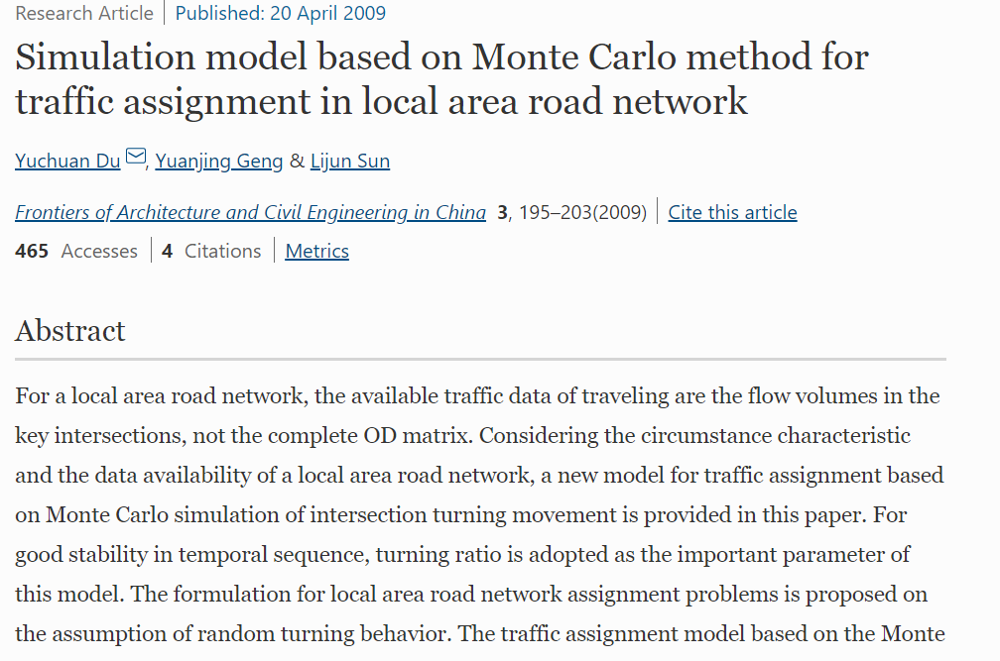 Research Article | Published: 20 April 2009
Simulation model based on Monte Carlo method for
traffic assignment in local area road network
Yuchuan Du, Yuanjing Geng & Lijun Sun
Frontiers of Architecture and Civil Engineering in China 3, 195–203(2009) | Cite this article
465 Accesses | 4 Citations | Metrics
Abstract
For a local area road network, the available traffic data of traveling are the flow volumes in the
key intersections, not the complete OD matrix. Considering the circumstance characteristic
and the data availability of a local area road network, a new model for traffic assignment based
on Monte Carlo simulation of intersection turning movement is provided in this paper. For
good stability in temporal sequence, turning ratio is adopted as the important parameter of
this model. The formulation for local area road network assignment problems is proposed on
the assumption of random turning behavior. The traffic assignment model based on the Monte